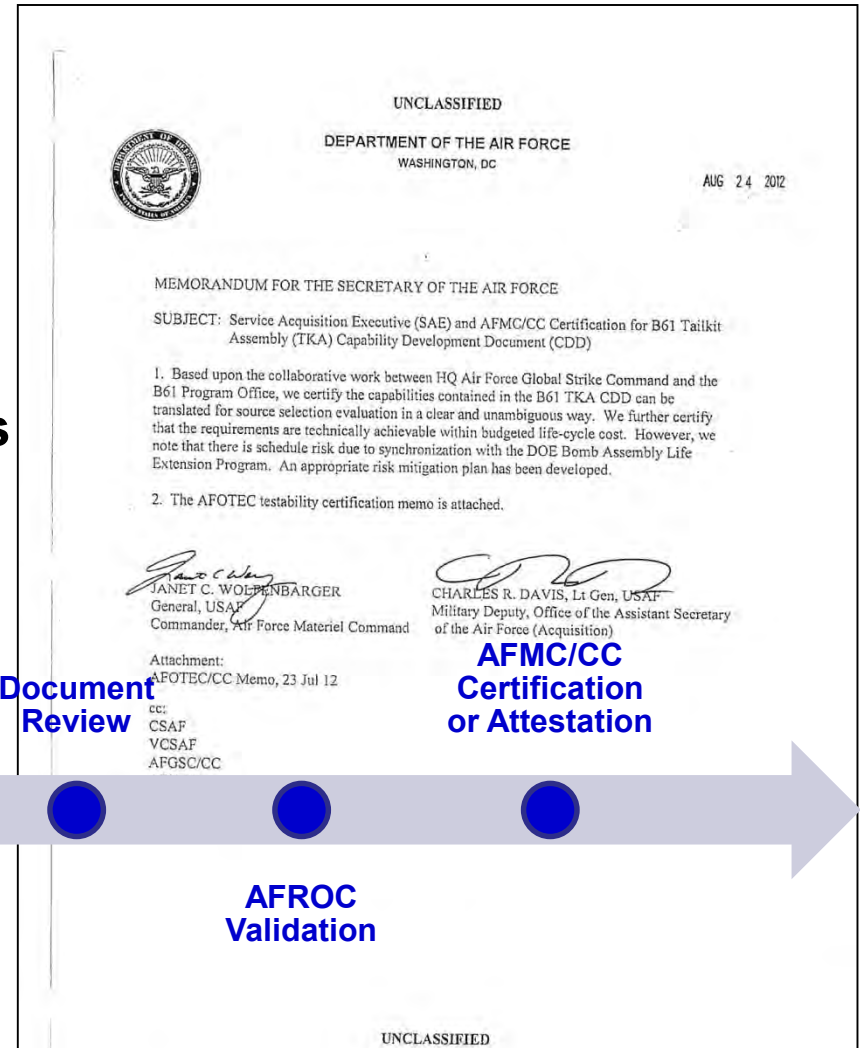 UNCLASSIFIED
DEPARTMENT OF THE AIR FORCE
WASHINGTON, DC
AUG 24 2012
MEMORANDUM FOR THE SECRETARY OF THE AIR FORCE
SUBJECT: Service Acquisition Executive (SAE) and AFMC/CC Certification for B61 Tailkit
Assembly (TKA) Capability Development Document (CDD)
1. Based upon the collaborative work between HQ Air Force Global Strike Command and the
B61 Program Office, we certify the capabilities contained in the B61 TKA CDD can be
translated for source selection evaluation in a clear and unambiguous way. We further certify
that the requirements are technically achievable within budgeted life-cycle cost. However, we
note that there is schedule risk due to synchronization with the DOE Bomb Assembly Life
Extension Program. An appropriate risk mitigation plan has been developed.
2. The AFOTEC testability certification memo is attached.
JANET C. WOLFENBARGER
General, USAF
Commander, Air Force Materiel Command
CHARLES R. DAVIS, Lt Gen, USAF
Military Deputy, Office of the Assistant Secretary
of the Air Force (Acquisition)
Attachment:
AFOTEC/CC Memo, 23 Jul 12
cc:
CSAF
VCSAF
AFGSC/CC
s
Document
Review
AFMC/CC
Certification
or Attestation
AFROC
Validation
UNCLASSIFIED